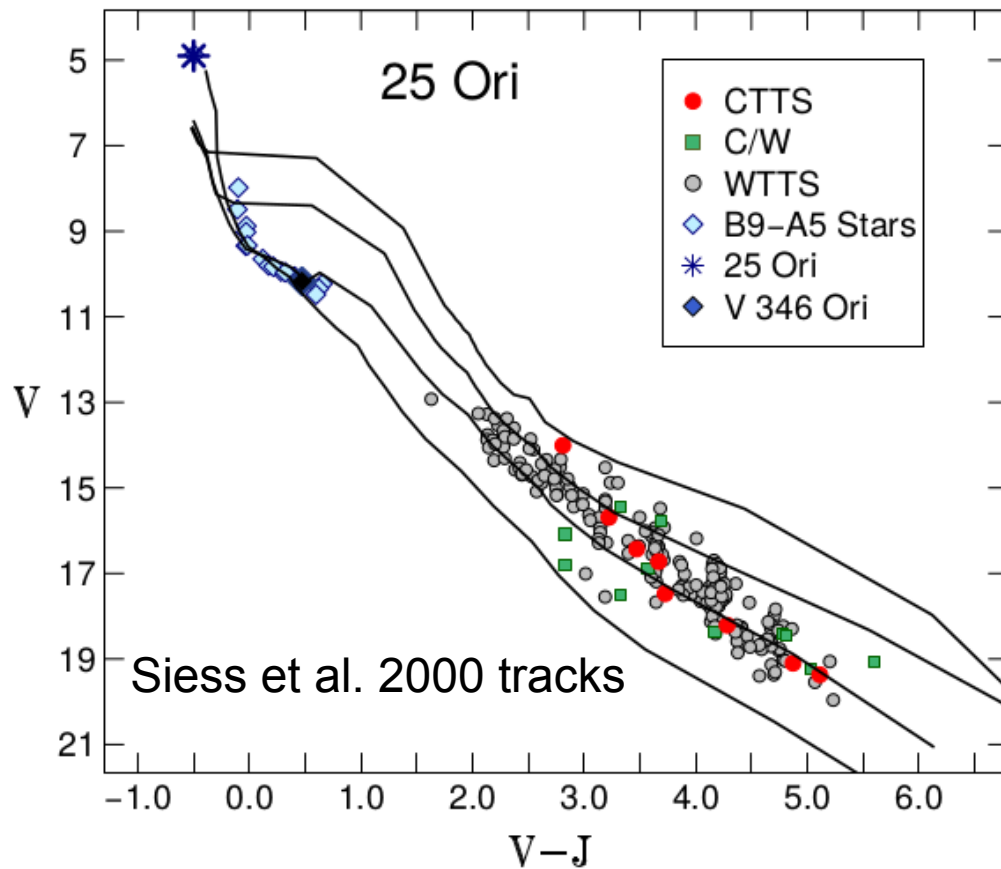 25 Ori
CTTS
C/W
WTTS
B9−A5 Stars
25 Ori
V 346 Ori
5
7
9
11
13
15
17
19
21
V
Siess et al. 2000 tracks
−1.0 0.0 1.0 2.0 3.0 4.0 5.0 6.0
V−J